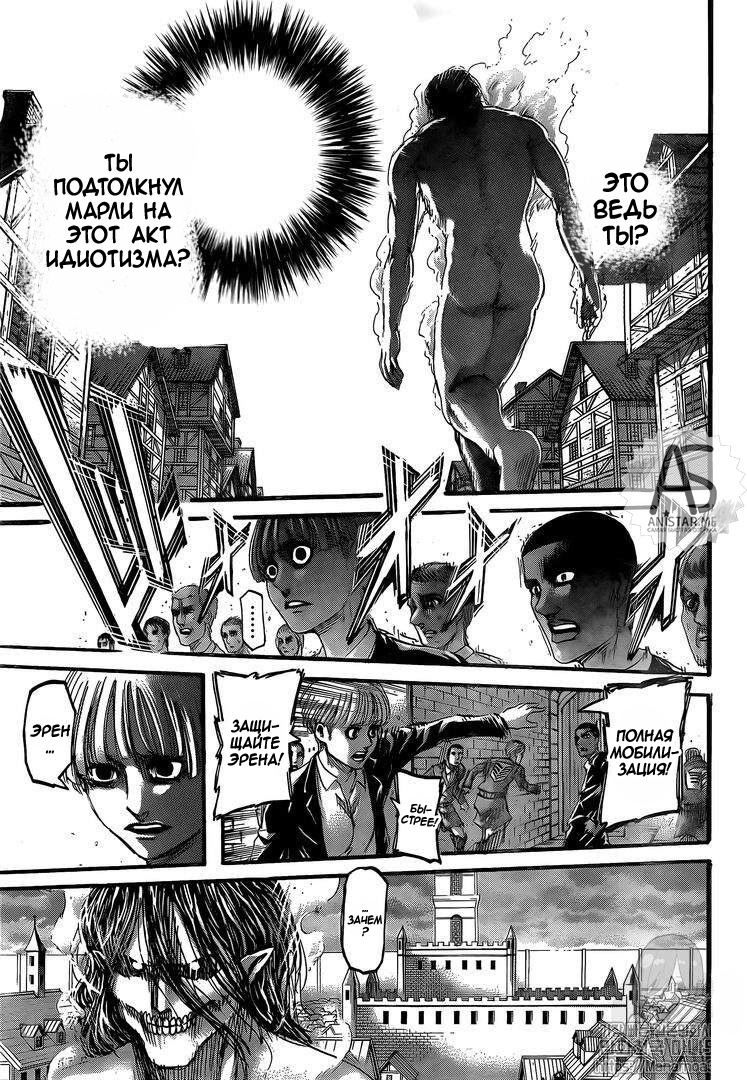 ЭТО
ВЕДЬ
ТЫ?
ТЫ
ПОДТОЛКНУЛ
МАРЛИ НА
ЭТОТ АКТ
ИДИОТИЗМА?
AS
ANISTAR.ME
......
ПОЛНАЯ
МОБИЛИ-
ЗАЦИЯ!
БЫ-
СТРЕЕ!
ЗАЩИ-
ЩАЙТЕ
ЭРЕНА!
ЭРЕН
...
...
ЗАЧЕМ
?